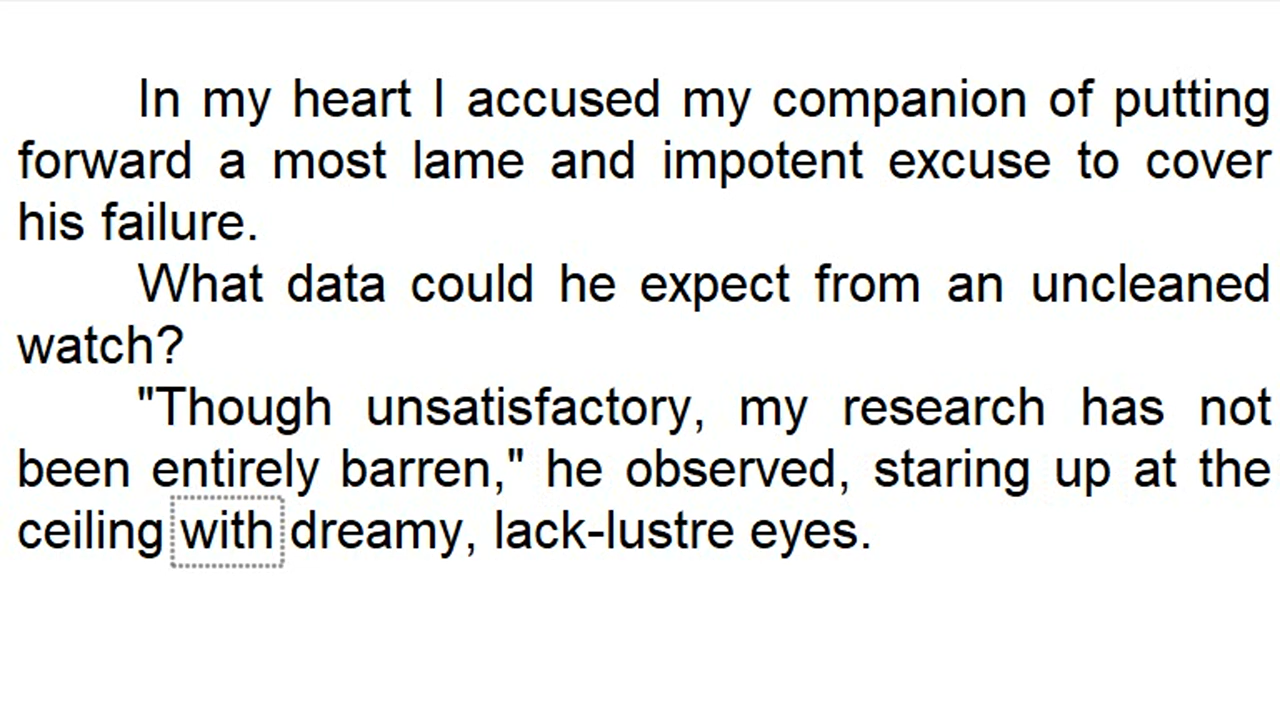 In my heart I accused my companion of putting
forward a most lame and impotent excuse to cover
his failure.
What data could he expect from an uncleaned
watch?
"Though unsatisfactory, my research has not
been entirely barren," he observed, staring up at the
ceiling with dreamy, lack-lustre eyes.